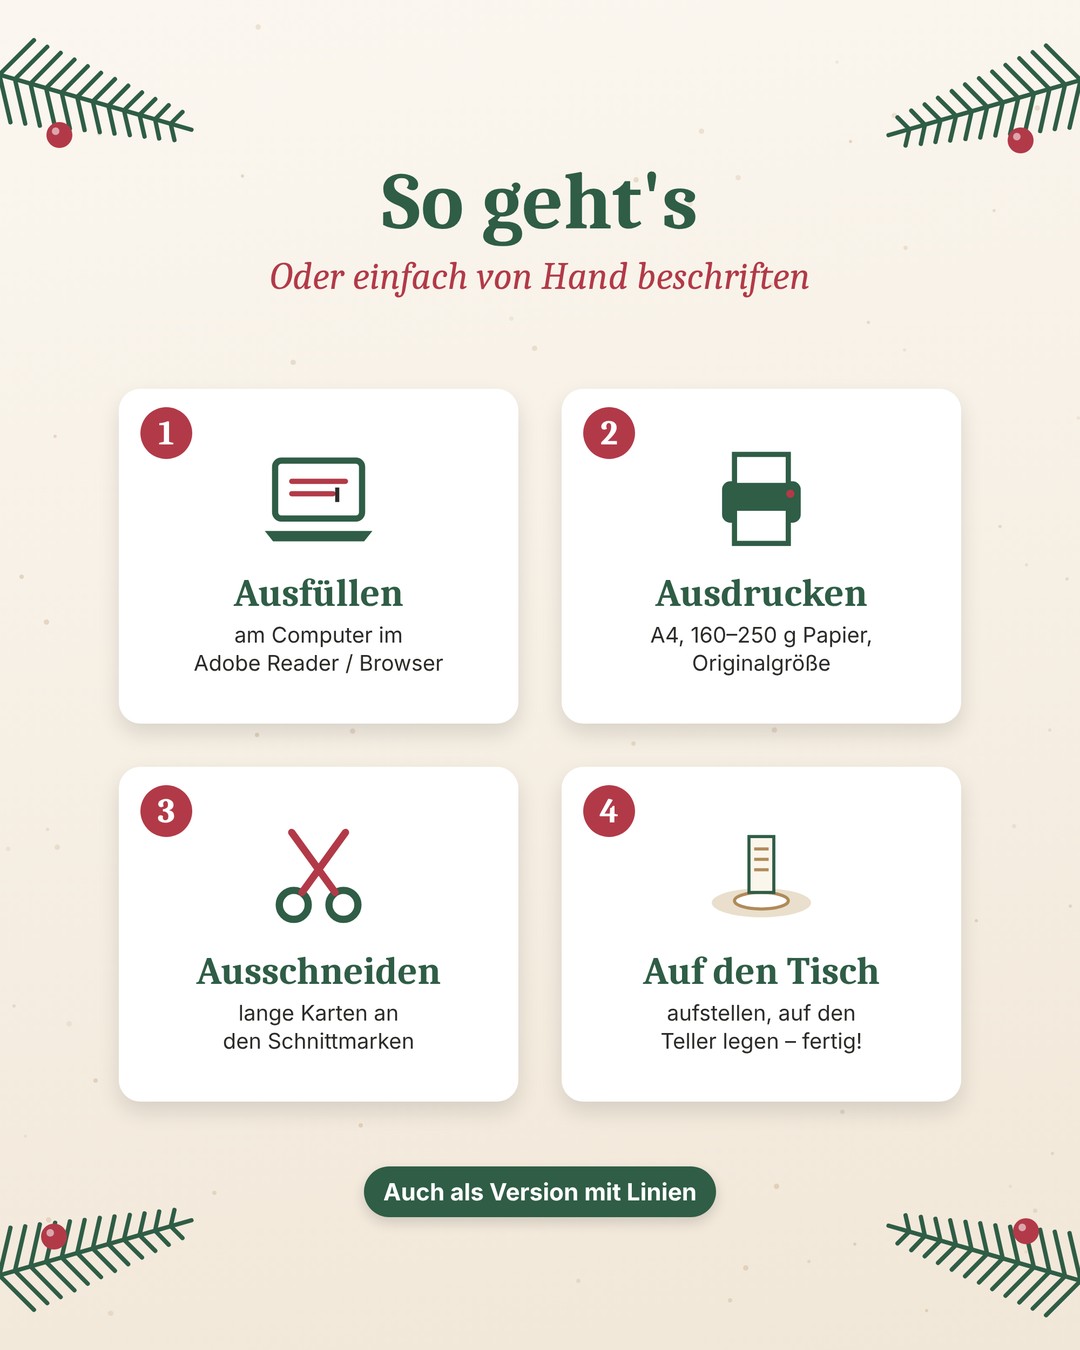 So geht's
Oder einfach von Hand beschriften
1
Ausfüllen
am Computer im
Adobe Reader / Browser
2
Ausdrucken
A4, 160–250 g Papier,
Originalgröße
3
Ausschneiden
lange Karten an
den Schnittmarken
4
Auf den Tisch
aufstellen, auf den
Teller legen – fertig!
Auch als Version mit Linien